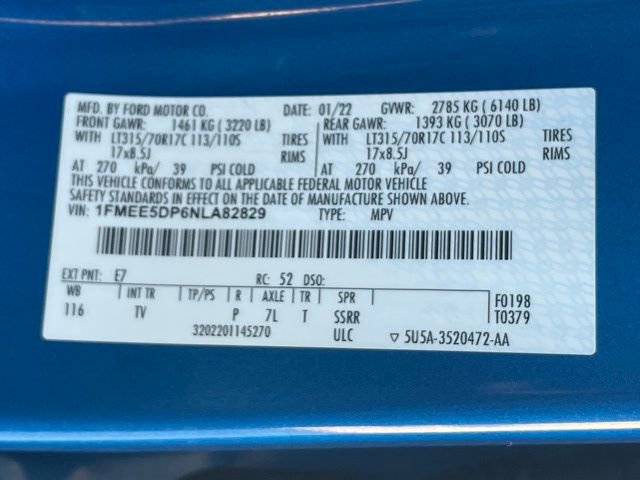 MFD. BY FORD MOTOR CO. DATE: 01/22 GVWR: 2785 KG ( 6140 LB)
FRONT GAWR: 1461 KG ( 3220 LB) REAR GAWR: 1393 KG ( 3070 LB)
WITH LT315/70R17C 113/110S TIRES WITH LT315/70R17C 113/110S TIRES
17x8.5J RIMS 17x8.5J RIMS
AT 270 kPa/ 39 PSI COLD AT 270 kPa/ 39 PSI COLD
THIS VEHICLE CONFORMS TO ALL APPLICABLE FEDERAL MOTOR VEHICLE
SAFETY STANDARDS IN EFFECT ON THE DATE OF MANUFACTURE SHOWN ABOVE.
VIN: 1FMEE5DP6NLA82829 TYPE: MPV
EXT PNT: E7 RC: 52 DSO:
WB INT TR TP/PS R AXLE TR SPR F0198
116 TV P 7L T SSRR T0379
3202201145270 ULC ▽ 5U5A-3520472-AA